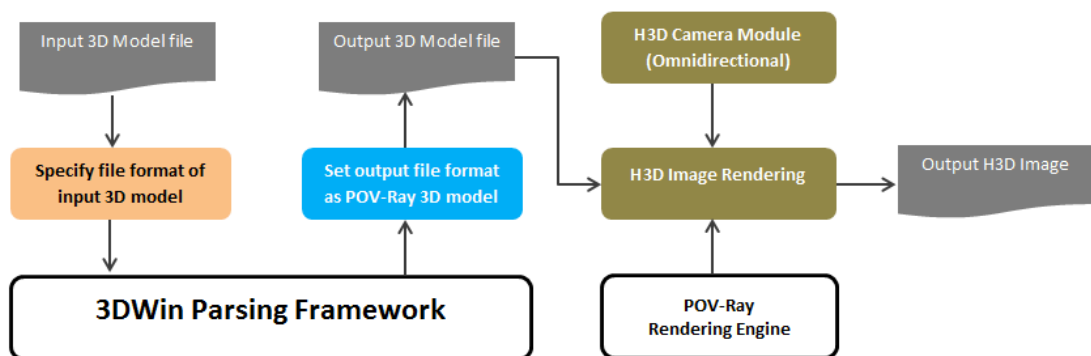 Input 3D Model file
Output 3D Model file
H3D Camera Module
(Omnidirectional)
Specify file format of
input 3D model
Set output file format
as POV-Ray 3D model
H3D Image Rendering
Output H3D Image
3DWin Parsing Framework
POV-Ray
Rendering Engine